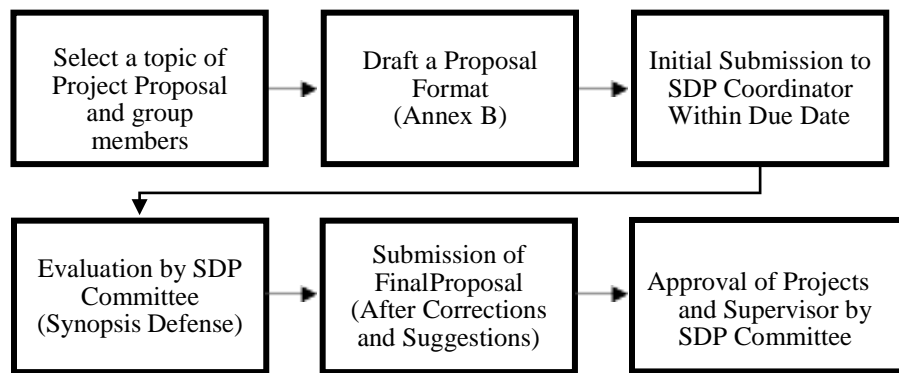 Select a topic of
Project Proposal
and group
members
Draft a Proposal
Format
(Annex B)
Initial Submission to
SDP Coordinator
Within Due Date
Evaluation by SDP
Committee
(Synopsis Defense)
Submission of
FinalProposal
(After Corrections
and Suggestions)
Approval of Projects
and Supervisor by
SDP Committee